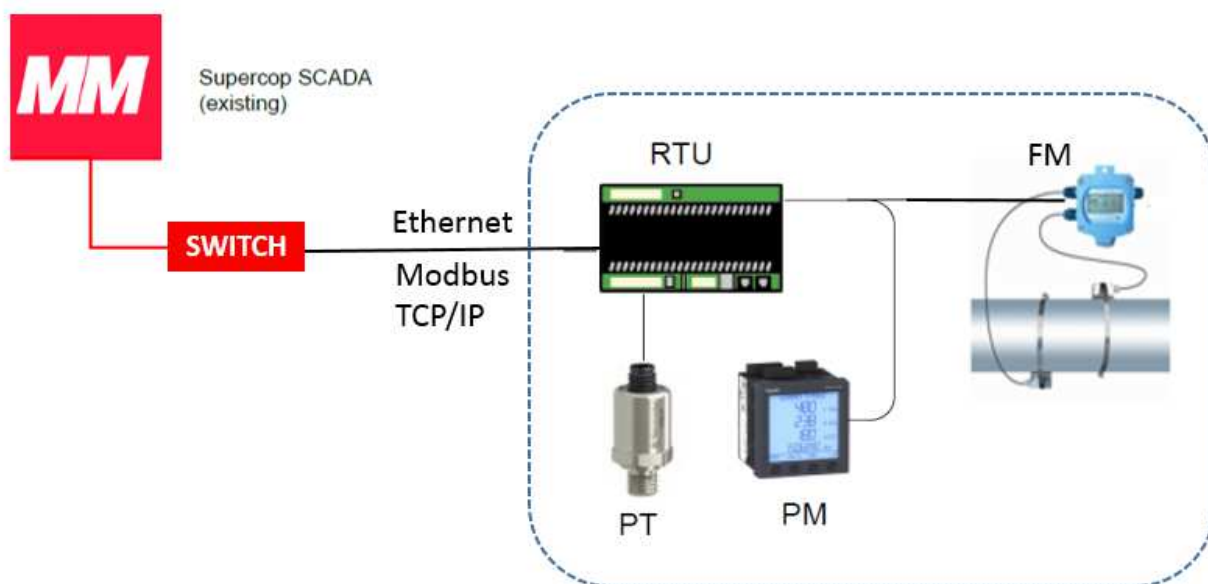 MM
Supercop SCADA
(existing)
RTU
FM
Ethernet
SWITCH
Modbus
TCP/IP
PT
PM